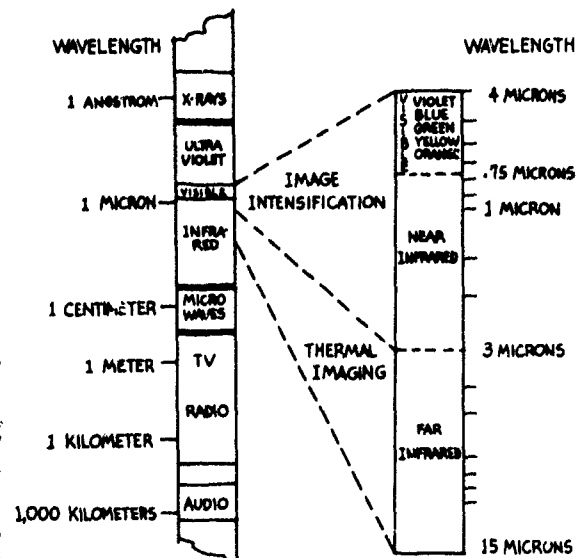 WAVELENGTH
1 ANGSTROM
X-RAYS
ULTRA
VIOLET
VISIBLE
1 MICRON
INFRA-
RED
1 CENTIMETER
MICRO
WAVES
1 METER
TV
RADIO
1 KILOMETER
1,000 KILOMETERS
AUDIO
IMAGE
INTENSIFICATION
THERMAL
IMAGING
WAVELENGTH
4 MICRONS
VIOLET
BLUE
GREEN
YELLOW
ORANGE
.75 MICRONS
1 MICRON
NEAR
INFRARED
3 MICRONS
FAR
INFRARED
15 MICRONS